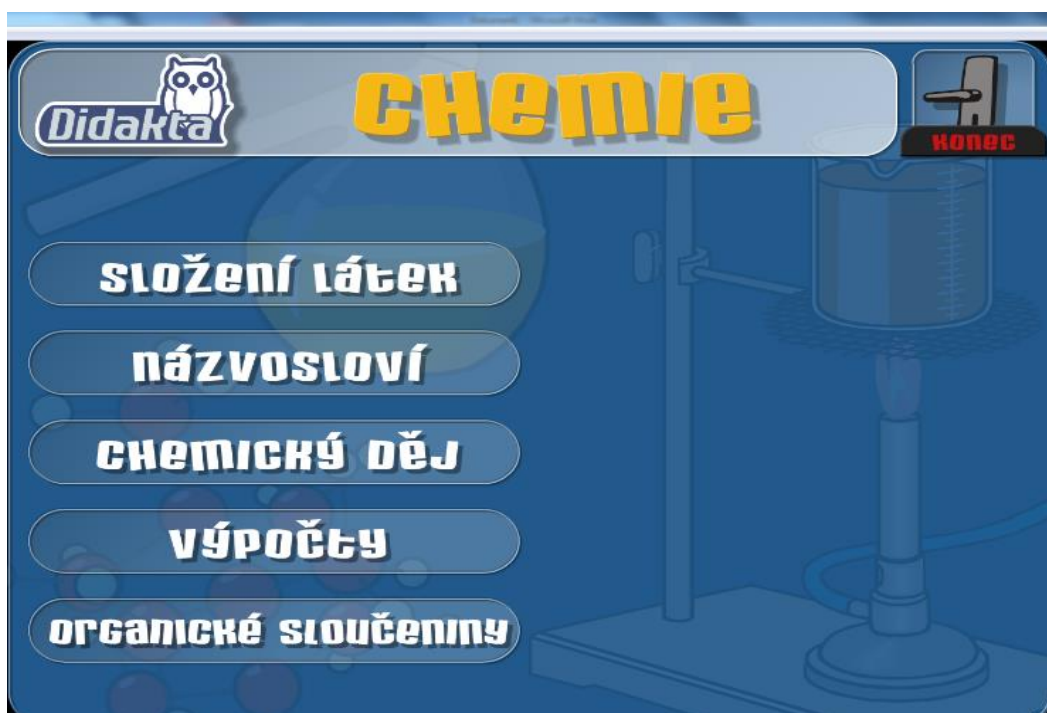 Didakta
CHEMIE
KONEC
SLOŽENÍ LÁTEK
NÁZVOSLOVÍ
CHEMICKÝ DĚJ
VÝPOČTY
ORGANICKÉ SLOUČENINY